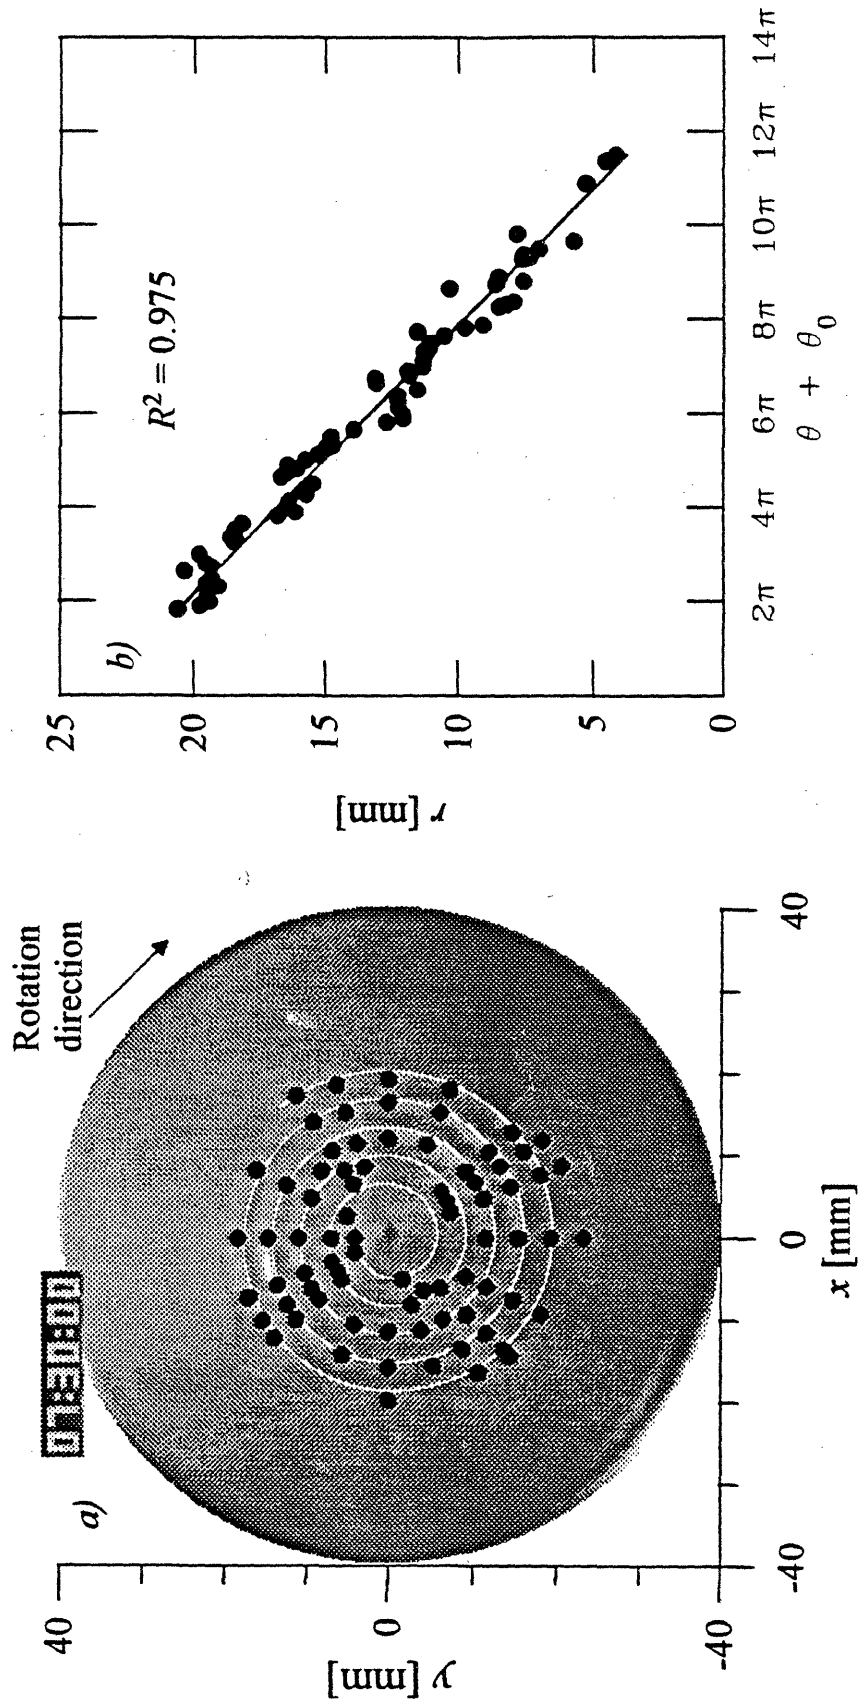 a)
Rotation
direction
y [mm]
40
0
-40
-40
0
40
x [mm]
b)
R² = 0.975
r [mm]
25
20
15
10
5
0
2π
4π
6π
8π
10π
12π
14π
θ + θ₀